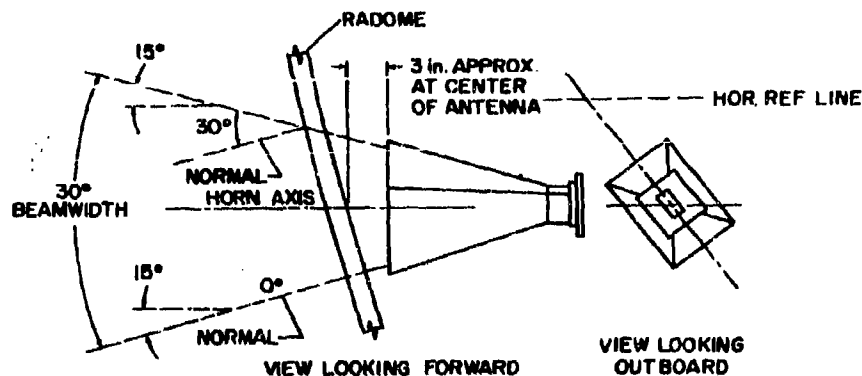 RADOME
15°
3 in. APPROX.
AT CENTER
OF ANTENNA
HOR. REF LINE
30°
NORMAL
HORN AXIS
30°
BEAMWIDTH
15°
0°
NORMAL
VIEW LOOKING FORWARD
VIEW LOOKING
OUTBOARD